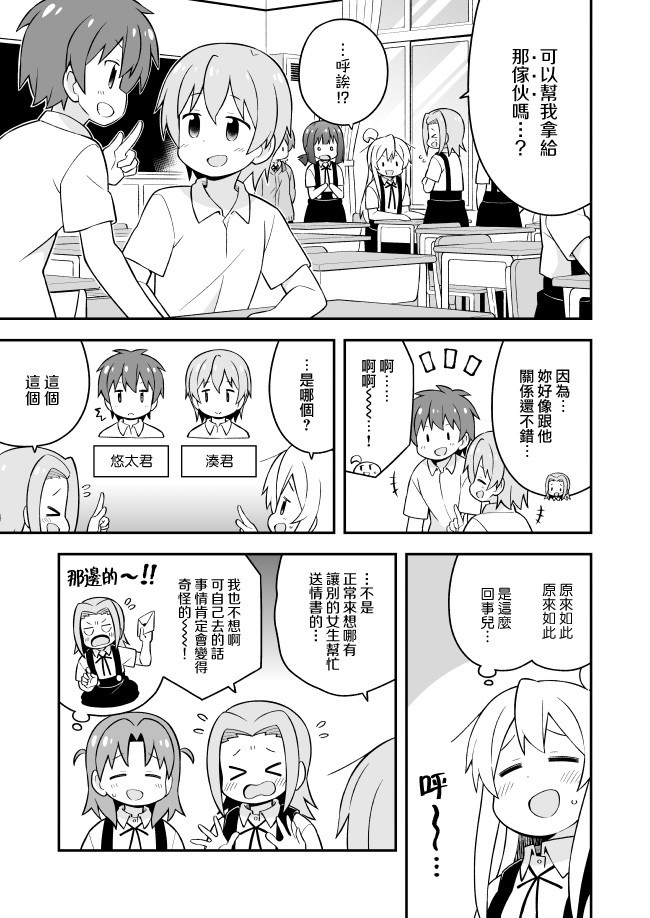 可以幫我拿給
那傢伙嗎…?
…呼誒!?
因為…
妳好像跟他
關係還不錯…
啊……
啊啊~~~…!
…是哪個?
湊君
悠太君
這個
這個
原來如此
原來如此
是這麼
回事兒…
呼~~…
…不是
正常來想哪有
讓別的女生幫忙
送情書的…
我也不想啊
可自己去的話
事情肯定會變得
奇怪的~~~!
那邊的~!!